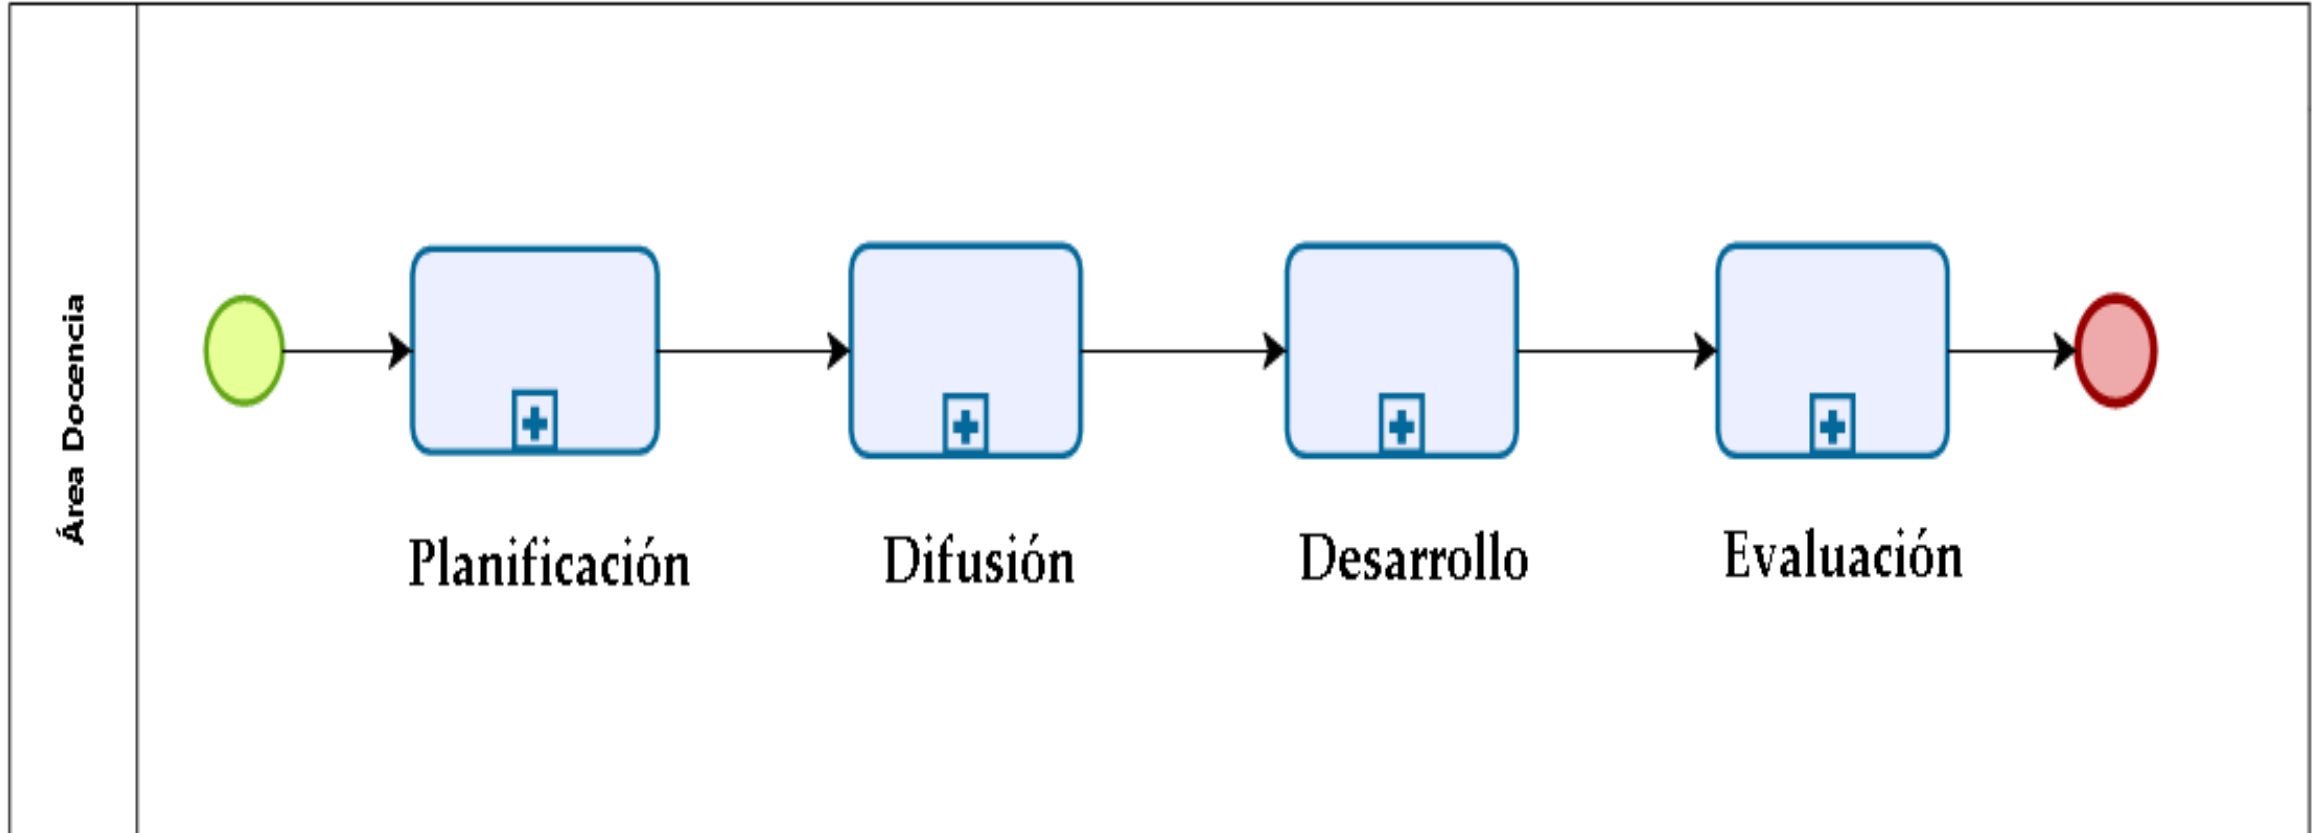 Área Docencia
Planificación
Difusión
Desarrollo
Evaluación